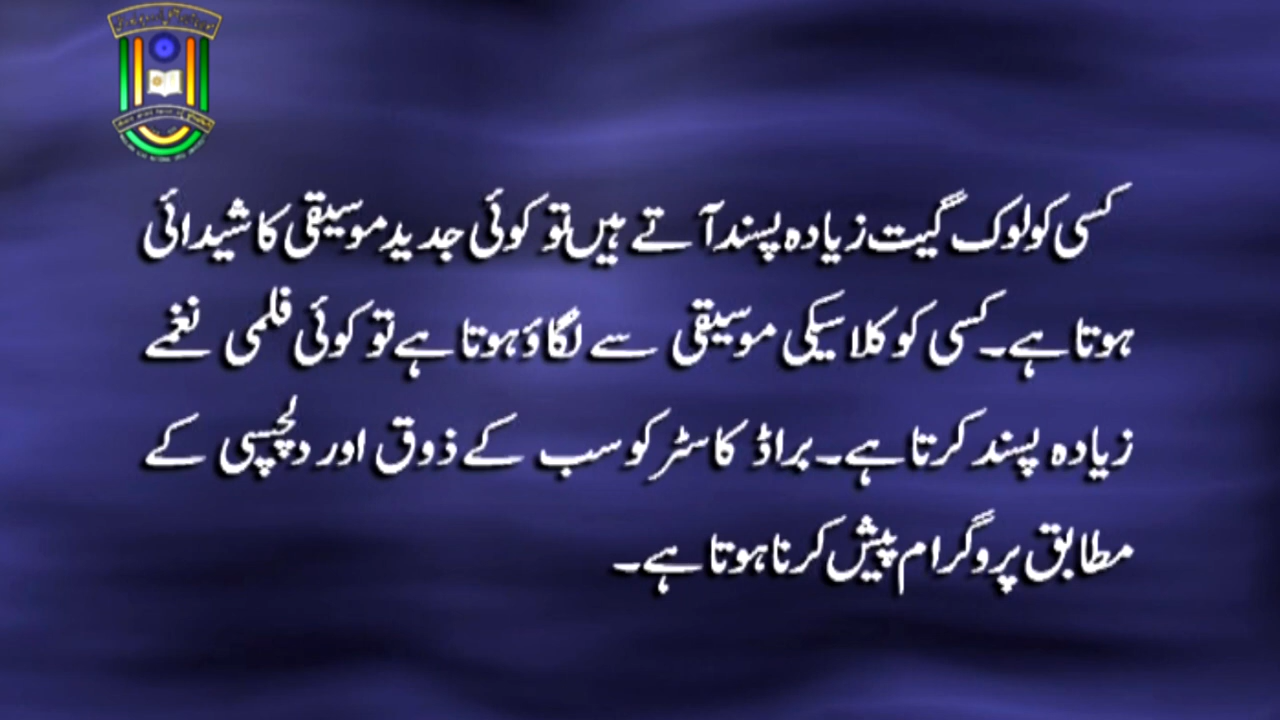 کسی کو لوک گیت زیادہ پسند آتے ہیں تو کوئی جدید موسیقی کا شیدائی
ہوتا ہے۔ کسی کو کلاسیکی موسیقی سے لگاؤ ہوتا ہے تو کوئی فلمی نغمے
زیادہ پسند کرتا ہے۔ براڈ کاسٹر کو سب کے ذوق اور دلچسپی کے
مطابق پروگرام پیش کرنا ہوتا ہے۔